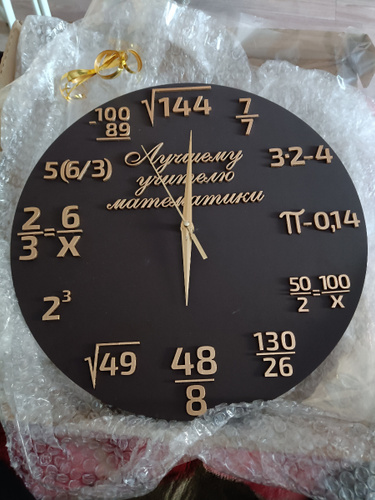 √144
7/7
3·2-4
π-0,14
50/2=100/x
130/26
48/8
√49
2³
2/3=6/x
5(6/3)
-100
89
Лучшему
учителю
математики